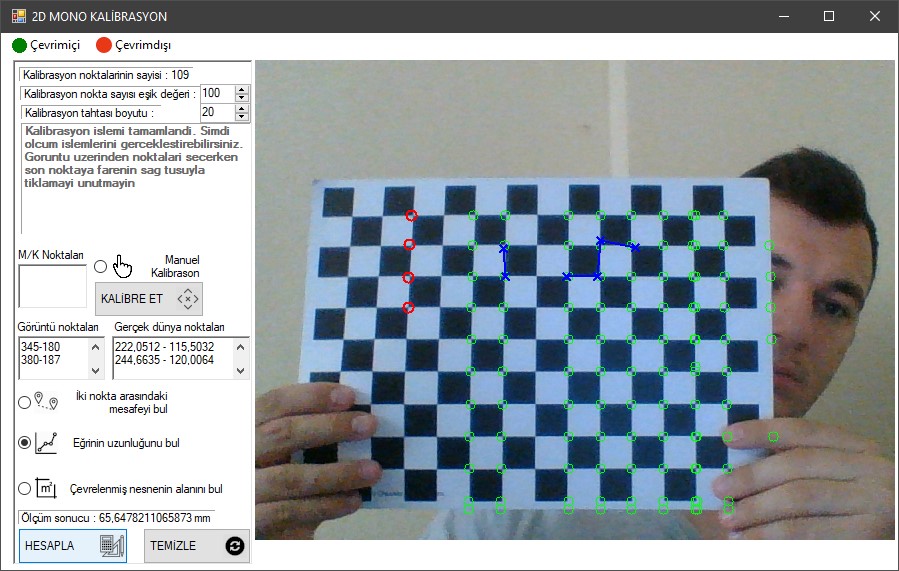 2D MONO KALİBRASYON
Çevrimiçi Çevrimdışı
Kalibrasyon noktalarinin sayisi : 109
Kalibrasyon nokta sayısı eşik değeri : 100
Kalibrasyon tahtası boyutu : 20
Kalibrasyon islemi tamamlandi. Simdi
olcum islemlerini gerceklestirebilirsiniz.
Goruntu uzerinden noktalari secerken
son noktaya farenin sag tusuyla
tiklamayi unutmayin
M/K Noktaları
Manuel
Kalibrason
KALİBRE ET
Görüntü noktaları Gerçek dünya noktaları
345-180 222,0512 - 115,5032
380-187 244,6635 - 120,0064
İki nokta arasındaki
mesafeyi bul
Eğrinin uzunluğunu bul
m²
Çevrelenmiş nesnenin alanını bul
Ölçüm sonucu : 65,6478211065873 mm
HESAPLA TEMİZLE